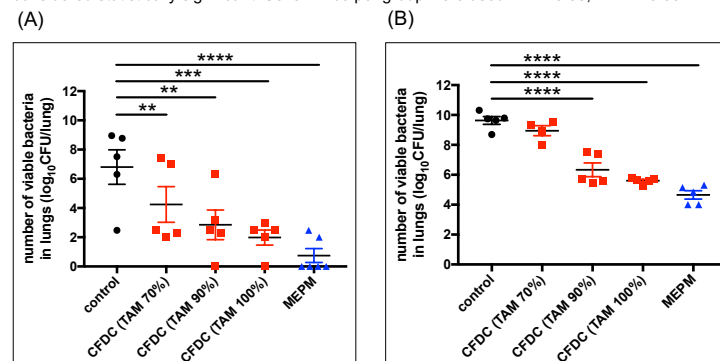 (A)
****
***
**
**
number of viable bacteria
in lungs (log10CFU/lung)
12
10
8
6
4
2
0
control
CFDC (TAM 70%)
CFDC (TAM 90%)
CFDC (TAM 100%)
MEPM
(B)
****
****
****
number of viable bacteria
in lungs (log10CFU/lung)
12
10
8
6
4
2
0
control
CFDC (TAM 70%)
CFDC (TAM 90%)
CFDC (TAM 100%)
MEPM